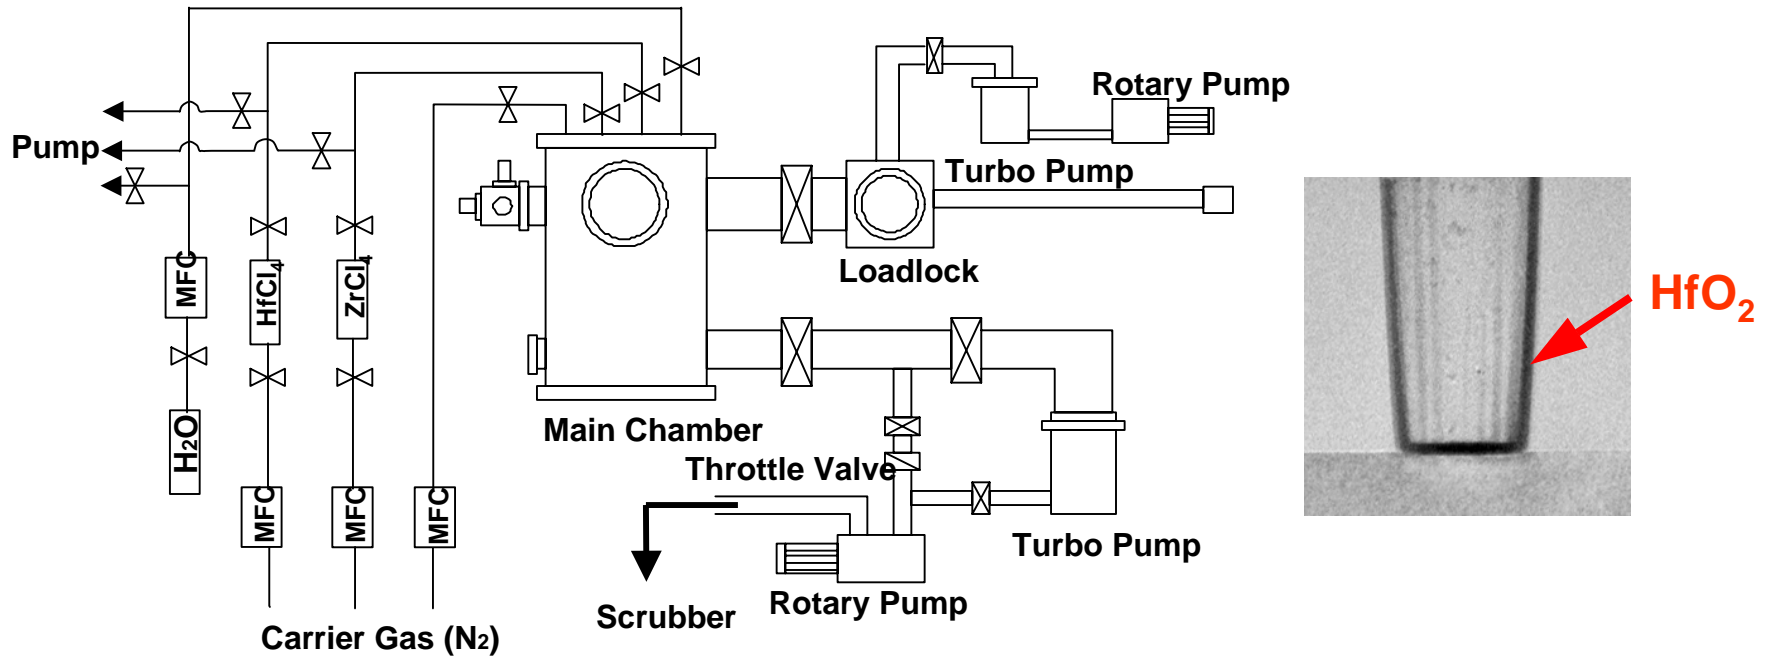 Rotary Pump
Pump
Turbo Pump
MFC
HfCl4
ZrCl4
Loadlock
HfO2
H2O
Main Chamber
Throttle Valve
MFC
MFC
MFC
Turbo Pump
Scrubber
Rotary Pump
Carrier Gas (N2)